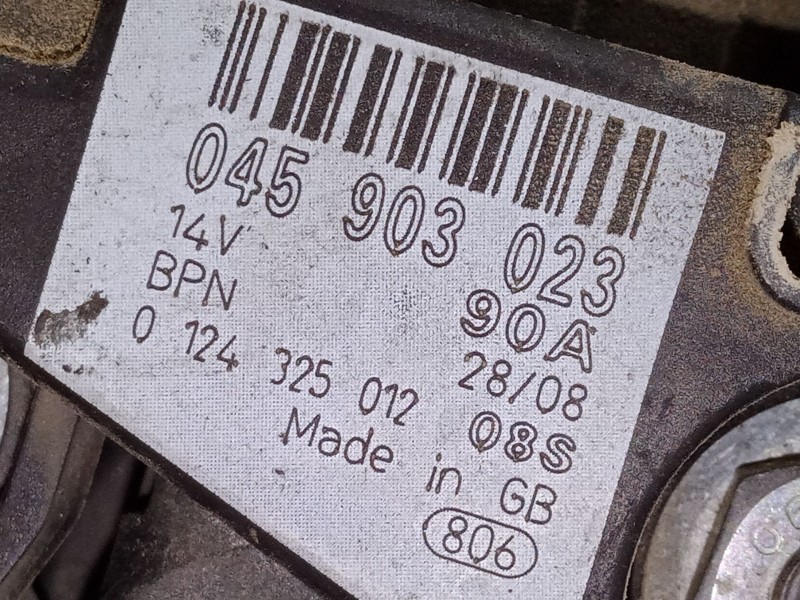 045 903 023
14V 90A
BPN 28/08
0 124 325 012 08S
Made in GB
806